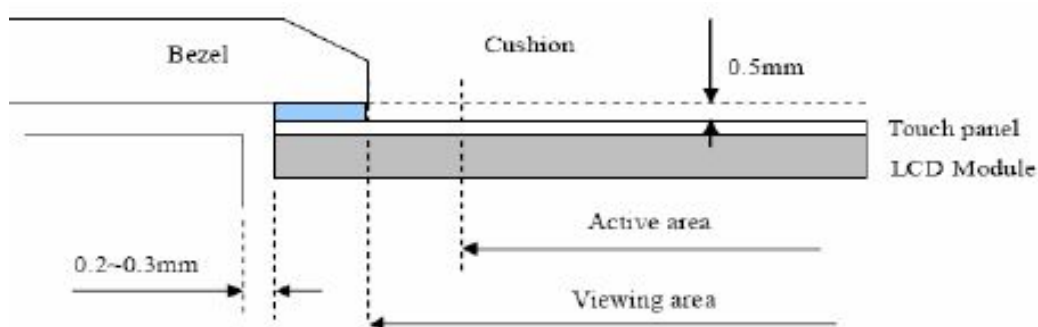 Cushion
Bezel
0.5mm
Touch panel
LCD Module
Active area
0.2~0.3mm
Viewing area